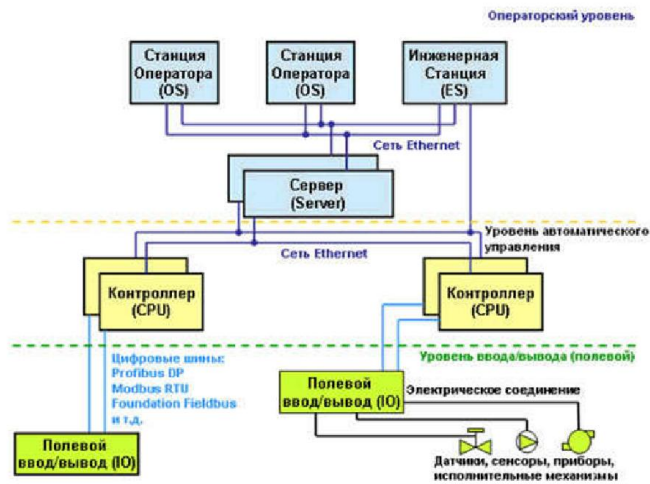 Операторский уровень
Станция
Оператора
(OS)
Станция
Оператора
(OS)
Инженерная
Станция
(ES)
Сеть Ethernet
Сервер
(Server)
Уровень автоматического
управления
Сеть Ethernet
Контроллер
(CPU)
Контроллер
(CPU)
Цифровые шины:
Profibus DP
Modbus RTU
Foundation Fieldbus
и т.д.
Уровень ввода/вывода (полевой)
Полевой
ввод/вывод (IO)
Электрическое соединение
Полевой
ввод/вывод (IO)
Датчики, сенсоры, приборы,
исполнительные механизмы